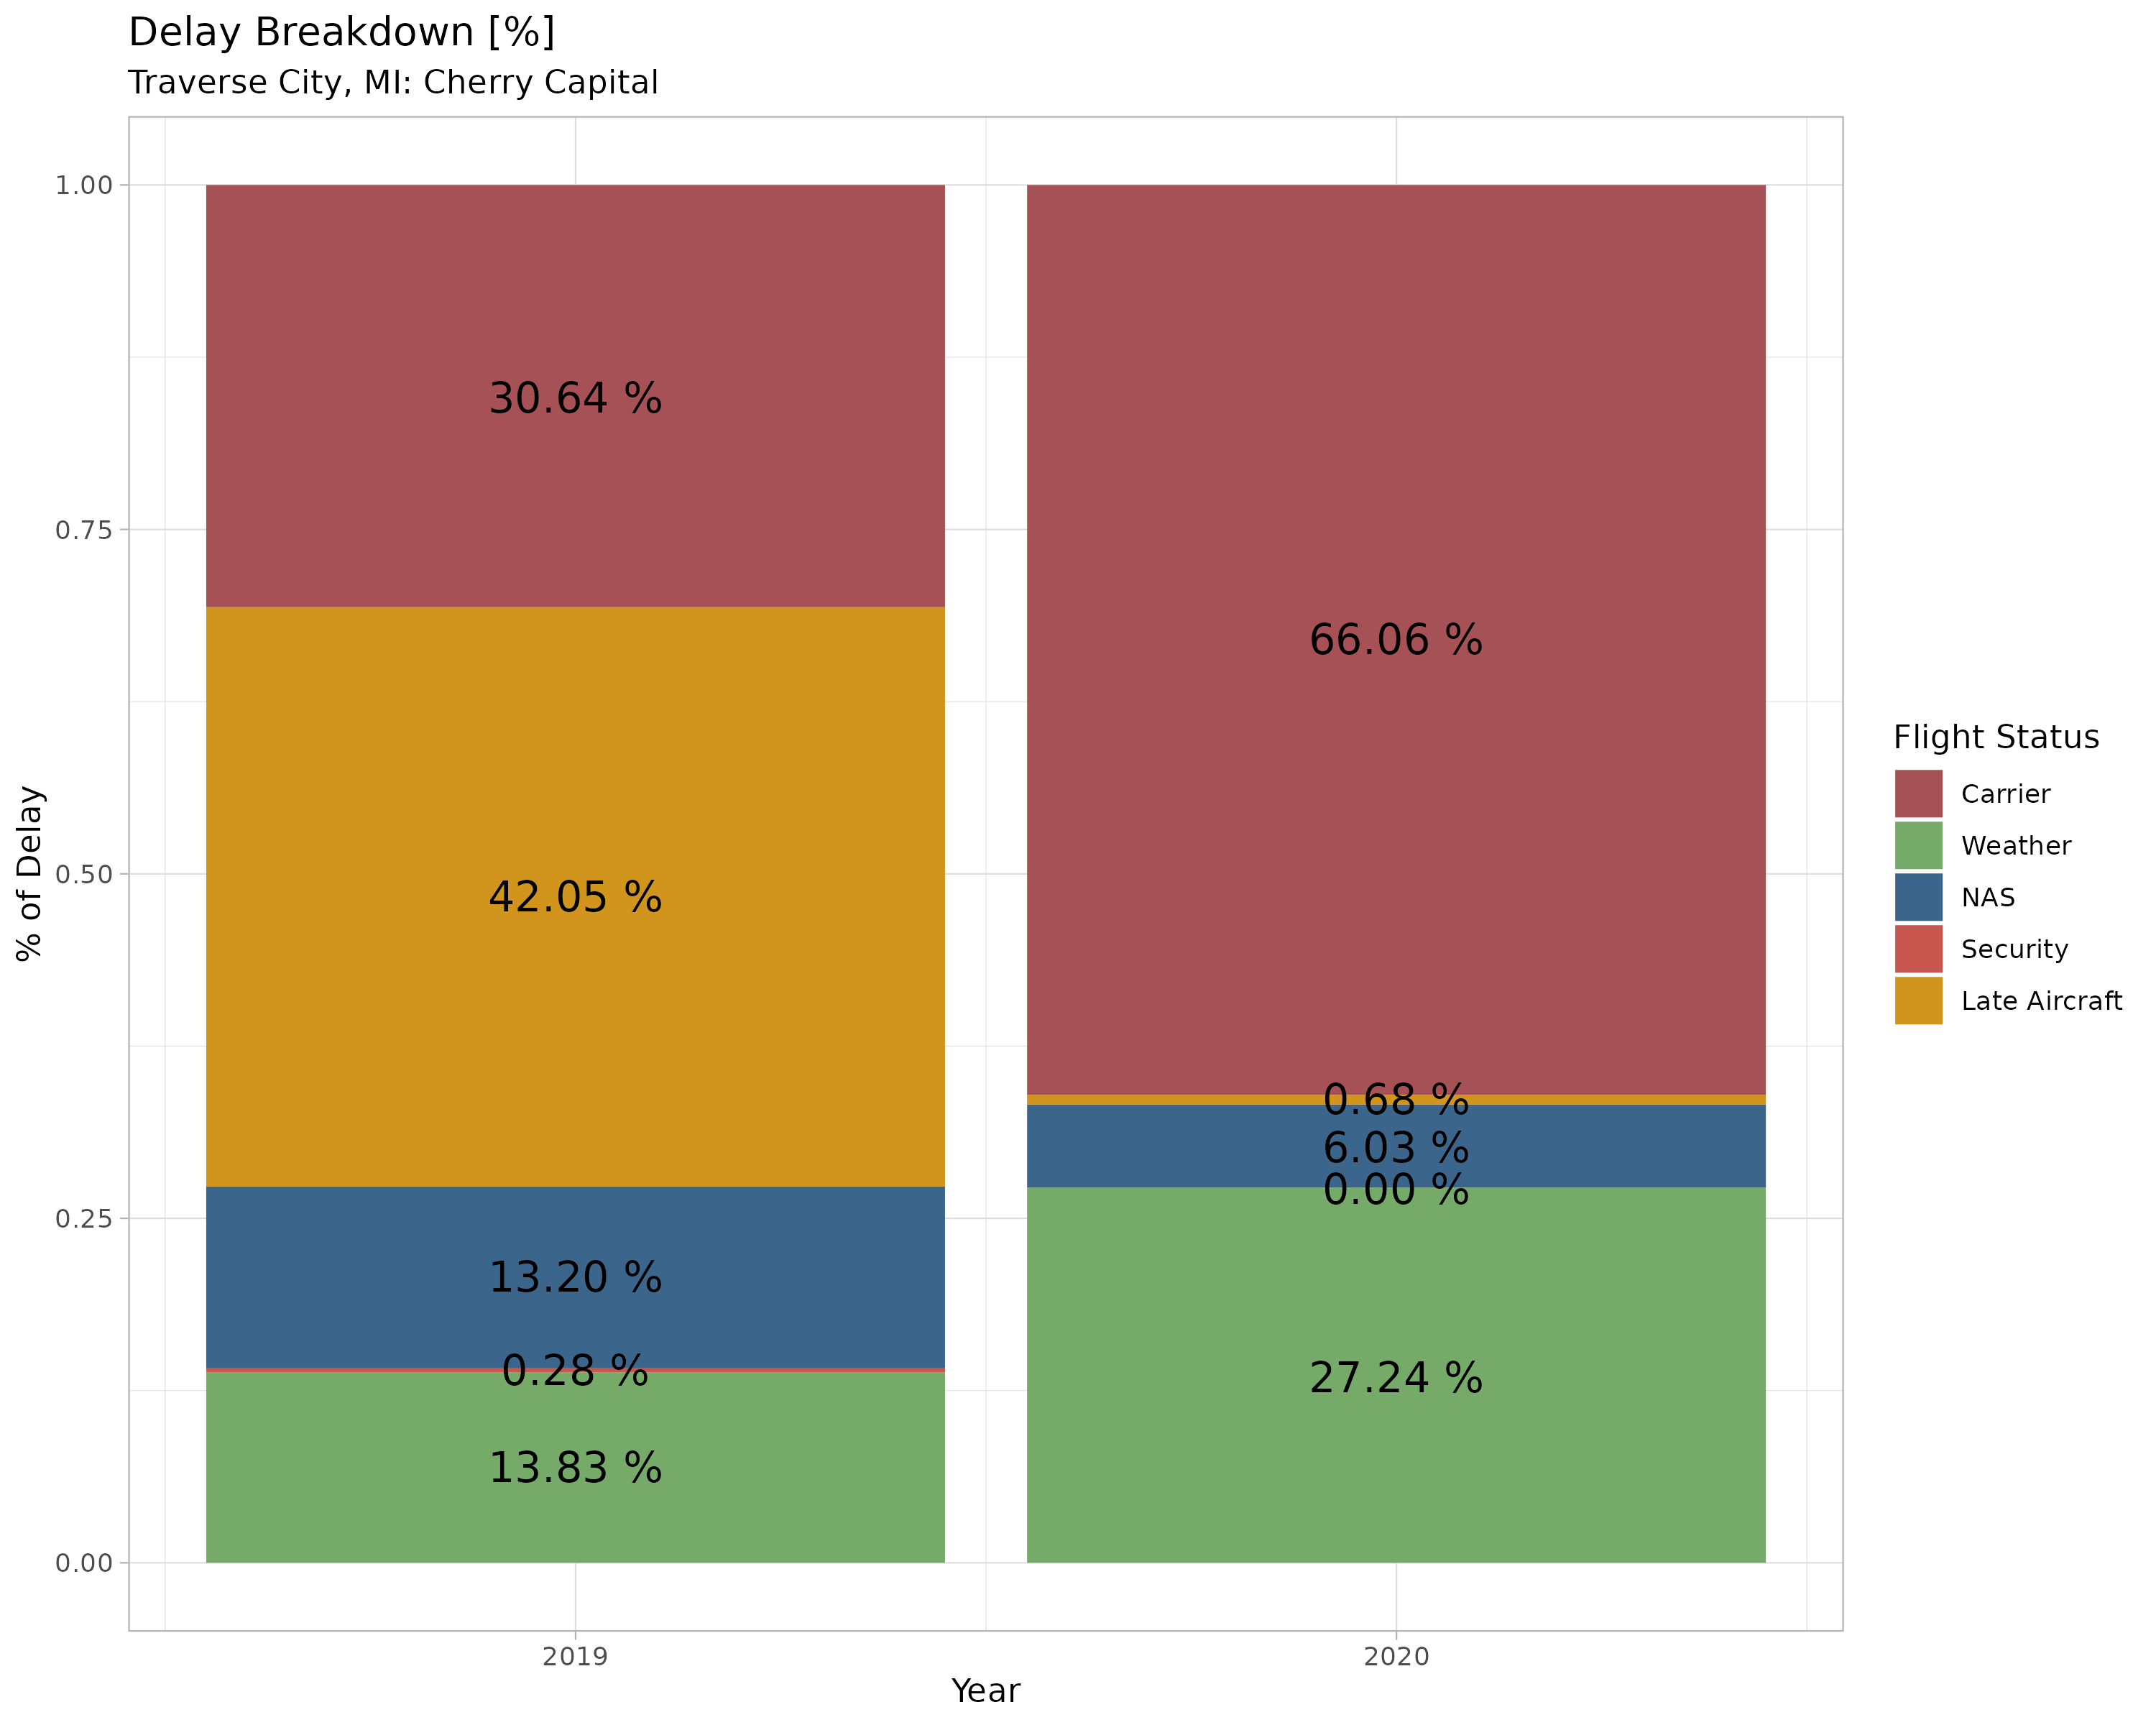 Delay Breakdown [%]
Traverse City, MI: Cherry Capital
% of Delay
1.00
0.75
0.50
0.25
0.00
30.64 %
42.05 %
13.20 %
0.28 %
13.83 %
66.06 %
0.68 %
6.03 %
0.00 %
27.24 %
2019
2020
Year
Flight Status
Carrier
Weather
NAS
Security
Late Aircraft